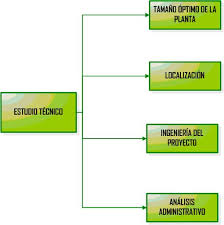 TAMAÑO ÓPTIMO DE LA
PLANTA
LOCALIZACIÓN
ESTUDIO TÉCNICO
INGENIERÍA DEL
PROYECTO
ANÁLISIS
ADMINISTRATIVO